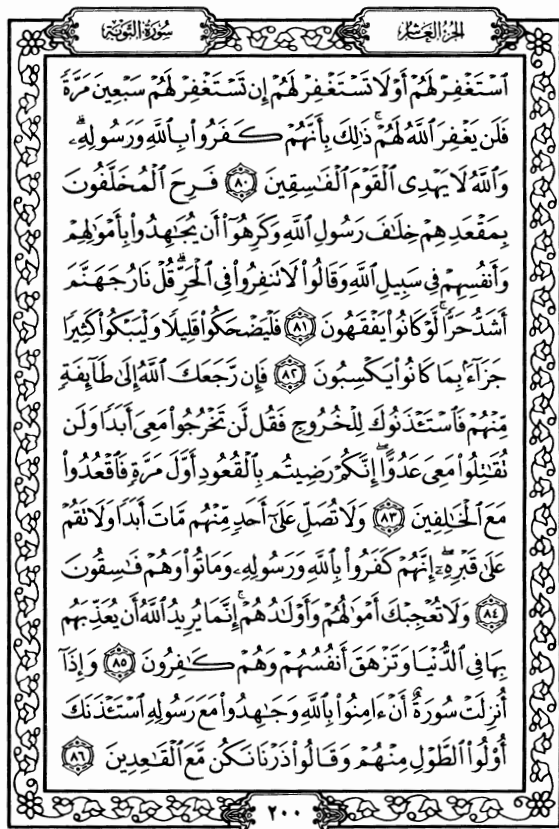 سُورَةُ التَّوْبَةِ
الجُزْءُ العَاشِرُ
ٱسْتَغْفِرْ لَهُمْ أَوْ لَا تَسْتَغْفِرْ لَهُمْ إِن تَسْتَغْفِرْ لَهُمْ سَبْعِينَ مَرَّةً
فَلَن يَغْفِرَ ٱللَّهُ لَهُمْ ۚ ذَٰلِكَ بِأَنَّهُمْ كَفَرُوا۟ بِٱللَّهِ وَرَسُولِهِۦ ۗ
وَٱللَّهُ لَا يَهْدِى ٱلْقَوْمَ ٱلْفَٰسِقِينَ ٨٠ فَرِحَ ٱلْمُخَلَّفُونَ
بِمَقْعَدِهِمْ خِلَٰفَ رَسُولِ ٱللَّهِ وَكَرِهُوٓا۟ أَن يُجَٰهِدُوا۟ بِأَمْوَٰلِهِمْ
وَأَنفُسِهِمْ فِى سَبِيلِ ٱللَّهِ وَقَالُوا۟ لَا تَنفِرُوا۟ فِى ٱلْحَرِّ ۗ قُلْ نَارُ جَهَنَّمَ
أَشَدُّ حَرًّا ۚ لَّوْ كَانُوا۟ يَفْقَهُونَ ٨١ فَلْيَضْحَكُوا۟ قَلِيلًا وَلْيَبْكُوا۟ كَثِيرًا
جَزَآءًۢ بِمَا كَانُوا۟ يَكْسِبُونَ ٨٢ فَإِن رَّجَعَكَ ٱللَّهُ إِلَىٰ طَآئِفَةٍ
مِّنْهُمْ فَٱسْتَـْٔذَنُوكَ لِلْخُرُوجِ فَقُل لَّن تَخْرُجُوا۟ مَعِىَ أَبَدًا وَلَن
تُقَٰتِلُوا۟ مَعِىَ عَدُوًّا ۖ إِنَّكُمْ رَضِيتُم بِٱلْقُعُودِ أَوَّلَ مَرَّةٍ فَٱقْعُدُوا۟
مَعَ ٱلْخَٰلِفِينَ ٨٣ وَلَا تُصَلِّ عَلَىٰٓ أَحَدٍ مِّنْهُم مَّاتَ أَبَدًا وَلَا تَقُمْ
عَلَىٰ قَبْرِهِۦٓ ۖ إِنَّهُمْ كَفَرُوا۟ بِٱللَّهِ وَرَسُولِهِۦ وَمَاتُوا۟ وَهُمْ فَٰسِقُونَ
٨٤ وَلَا تُعْجِبْكَ أَمْوَٰلُهُمْ وَأَوْلَٰدُهُمْ ۚ إِنَّمَا يُرِيدُ ٱللَّهُ أَن يُعَذِّبَهُم
بِهَا فِى ٱلدُّنْيَا وَتَزْهَقَ أَنفُسُهُمْ وَهُمْ كَٰفِرُونَ ٨٥ وَإِذَآ
أُنزِلَتْ سُورَةٌ أَنْ ءَامِنُوا۟ بِٱللَّهِ وَجَٰهِدُوا۟ مَعَ رَسُولِهِ ٱسْتَـْٔذَنَكَ
أُو۟لُوا۟ ٱلطَّوْلِ مِنْهُمْ وَقَالُوا۟ ذَرْنَا نَكُن مَّعَ ٱلْقَٰعِدِينَ ٨٦
٢٠٠